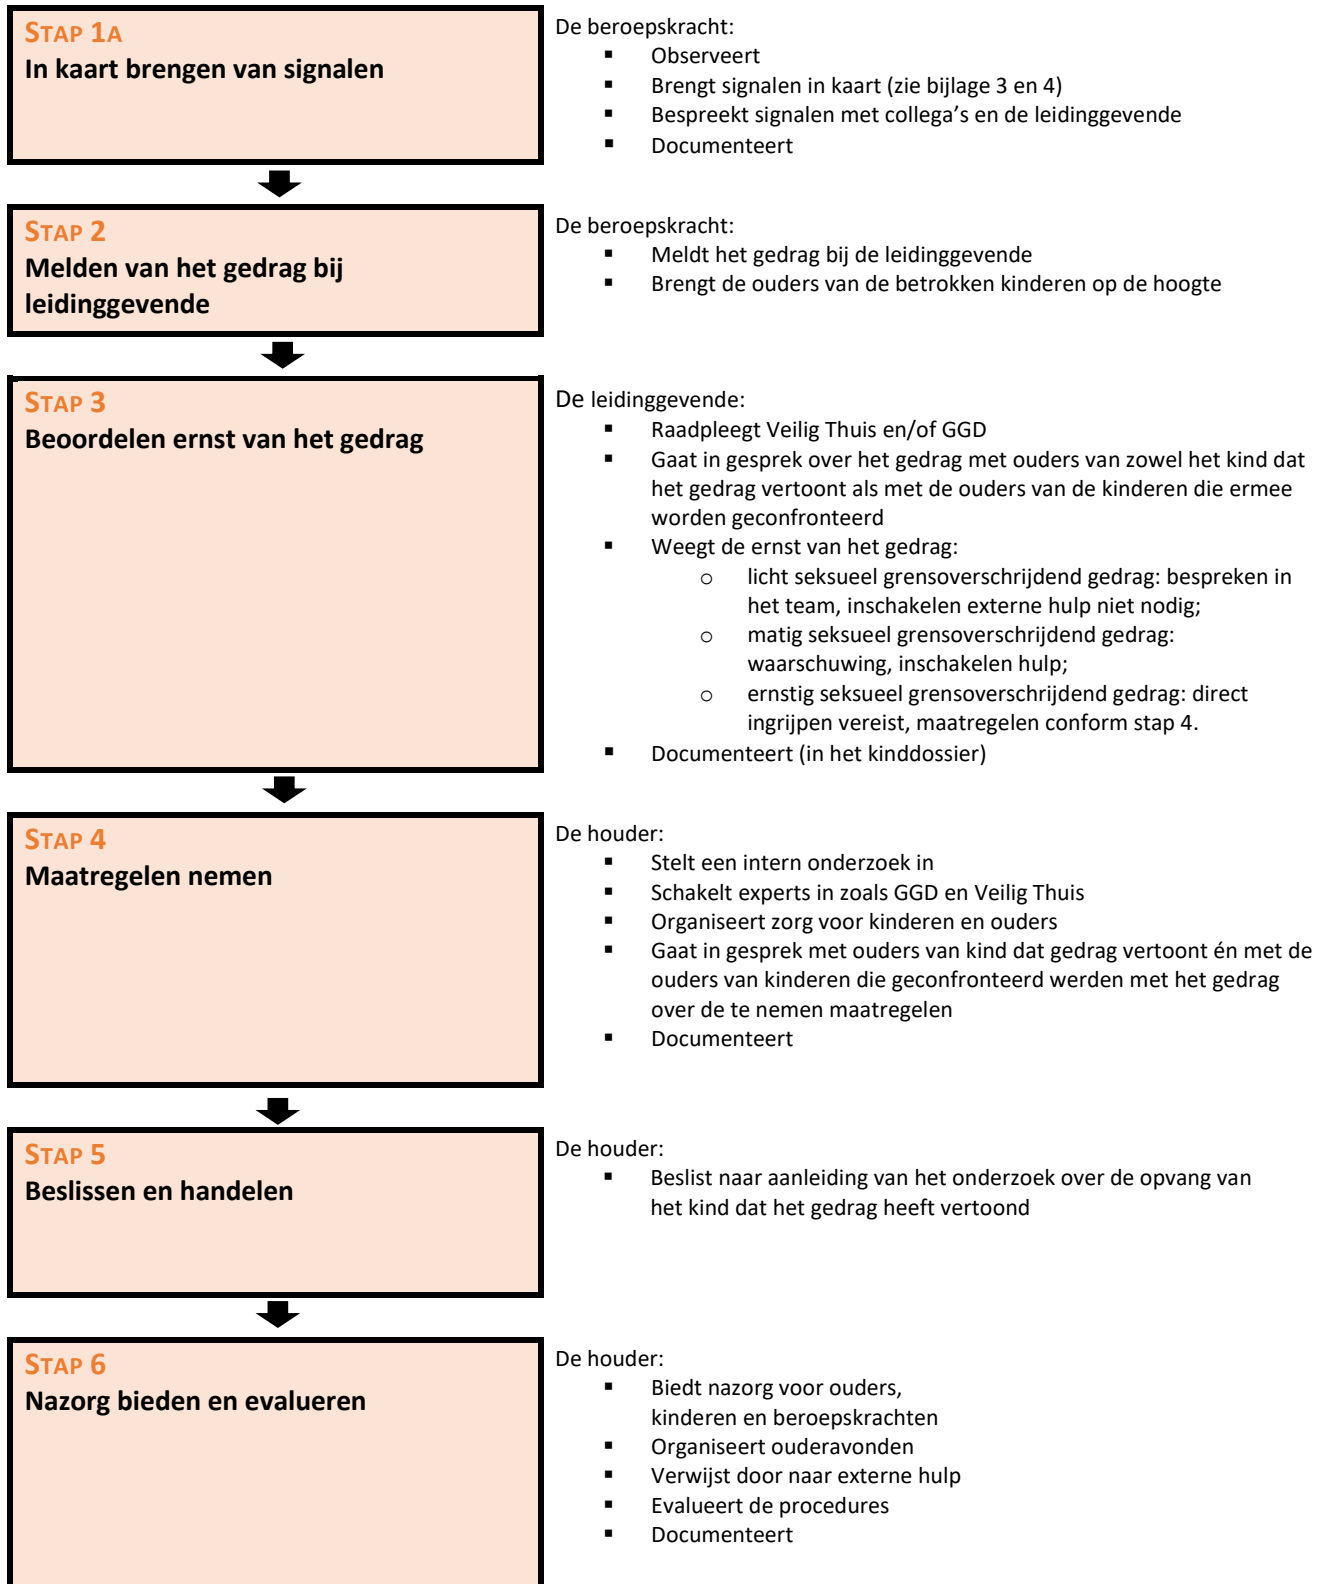 STAP 1A
In kaart brengen van signalen
De beroepskracht:
▪ Observeert
▪ Brengt signalen in kaart (zie bijlage 3 en 4)
▪ Bespreekt signalen met collega’s en de leidinggevende
▪ Documenteert
STAP 2
Melden van het gedrag bij
leidinggevende
De beroepskracht:
▪ Meldt het gedrag bij de leidinggevende
▪ Brengt de ouders van de betrokken kinderen op de hoogte
STAP 3
Beoordelen ernst van het gedrag
De leidinggevende:
▪ Raadpleegt Veilig Thuis en/of GGD
▪ Gaat in gesprek over het gedrag met ouders van zowel het kind dat
het gedrag vertoont als met de ouders van de kinderen die ermee
worden geconfronteerd
▪ Weegt de ernst van het gedrag:
o licht seksueel grensoverschrijdend gedrag: bespreken in
het team, inschakelen externe hulp niet nodig;
o matig seksueel grensoverschrijdend gedrag:
waarschuwing, inschakelen hulp;
o ernstig seksueel grensoverschrijdend gedrag: direct
ingrijpen vereist, maatregelen conform stap 4.
▪ Documenteert (in het kinddossier)
STAP 4
Maatregelen nemen
De houder:
▪ Stelt een intern onderzoek in
▪ Schakelt experts in zoals GGD en Veilig Thuis
▪ Organiseert zorg voor kinderen en ouders
▪ Gaat in gesprek met ouders van kind dat gedrag vertoont én met de
ouders van kinderen die geconfronteerd werden met het gedrag
over de te nemen maatregelen
▪ Documenteert
STAP 5
Beslissen en handelen
De houder:
▪ Beslist naar aanleiding van het onderzoek over de opvang van
het kind dat het gedrag heeft vertoond
STAP 6
Nazorg bieden en evalueren
De houder:
▪ Biedt nazorg voor ouders,
kinderen en beroepskrachten
▪ Organiseert ouderavonden
▪ Verwijst door naar externe hulp
▪ Evalueert de procedures
▪ Documenteert